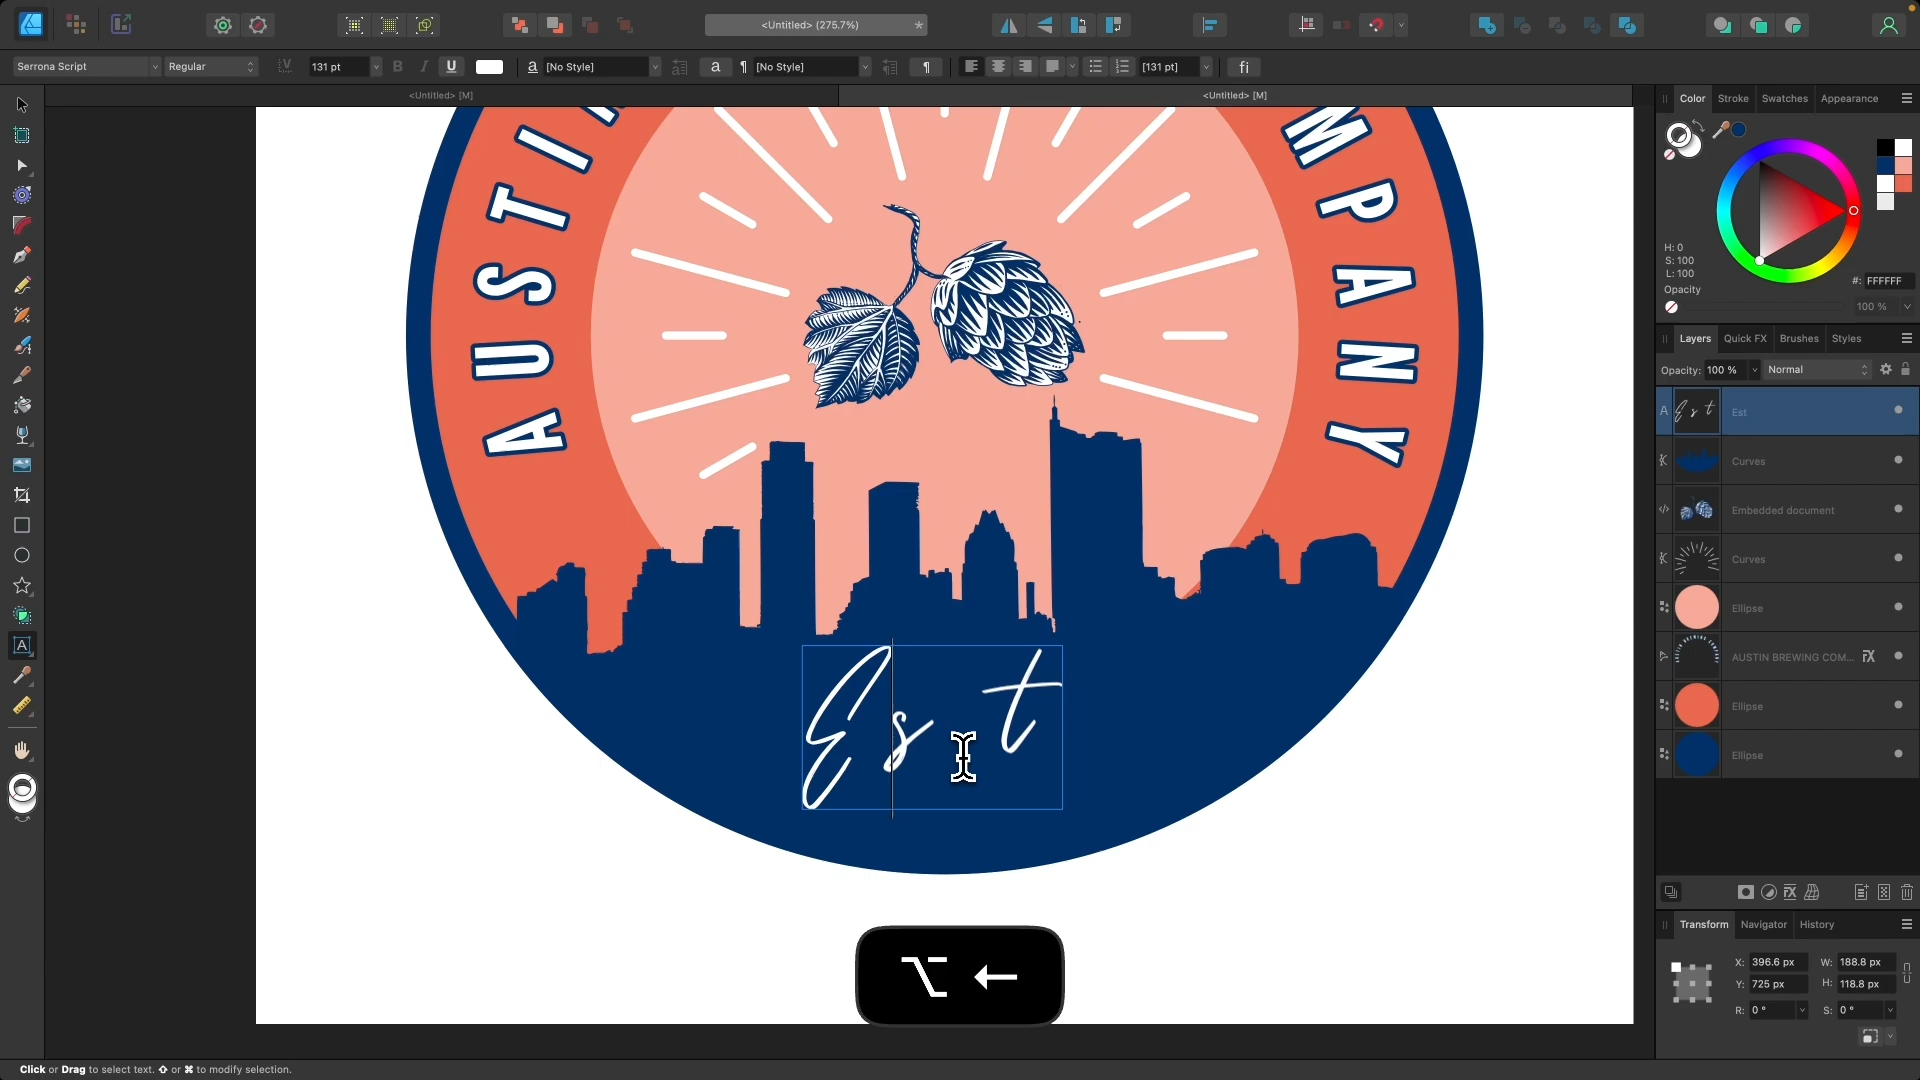 <Untitled> (275.7%)
*
Serrona Script
Regular
131 pt
B I U
a [No Style]
a
¶ [No Style]
¶
[131 pt]
fi
<Untitled> [M]
<Untitled> [M]
AUSTI
MPANY
Est
⌥ ←
Color
Stroke
Swatches
Appearance
H: 0
S: 100
L: 100
#: FFFFFF
Opacity
100 %
Layers
Quick FX
Brushes
Styles
Opacity: 100 %
Normal
A Est
Curves
Embedded document
Curves
Ellipse
AUSTIN BREWING COM...
Ellipse
Ellipse
Transform
Navigator
History
X: 396.6 px
W: 188.8 px
Y: 725 px
H: 118.8 px
R: 0 °
S: 0 °
Click or Drag to select text. ⇧ or ⌘ to modify selection.